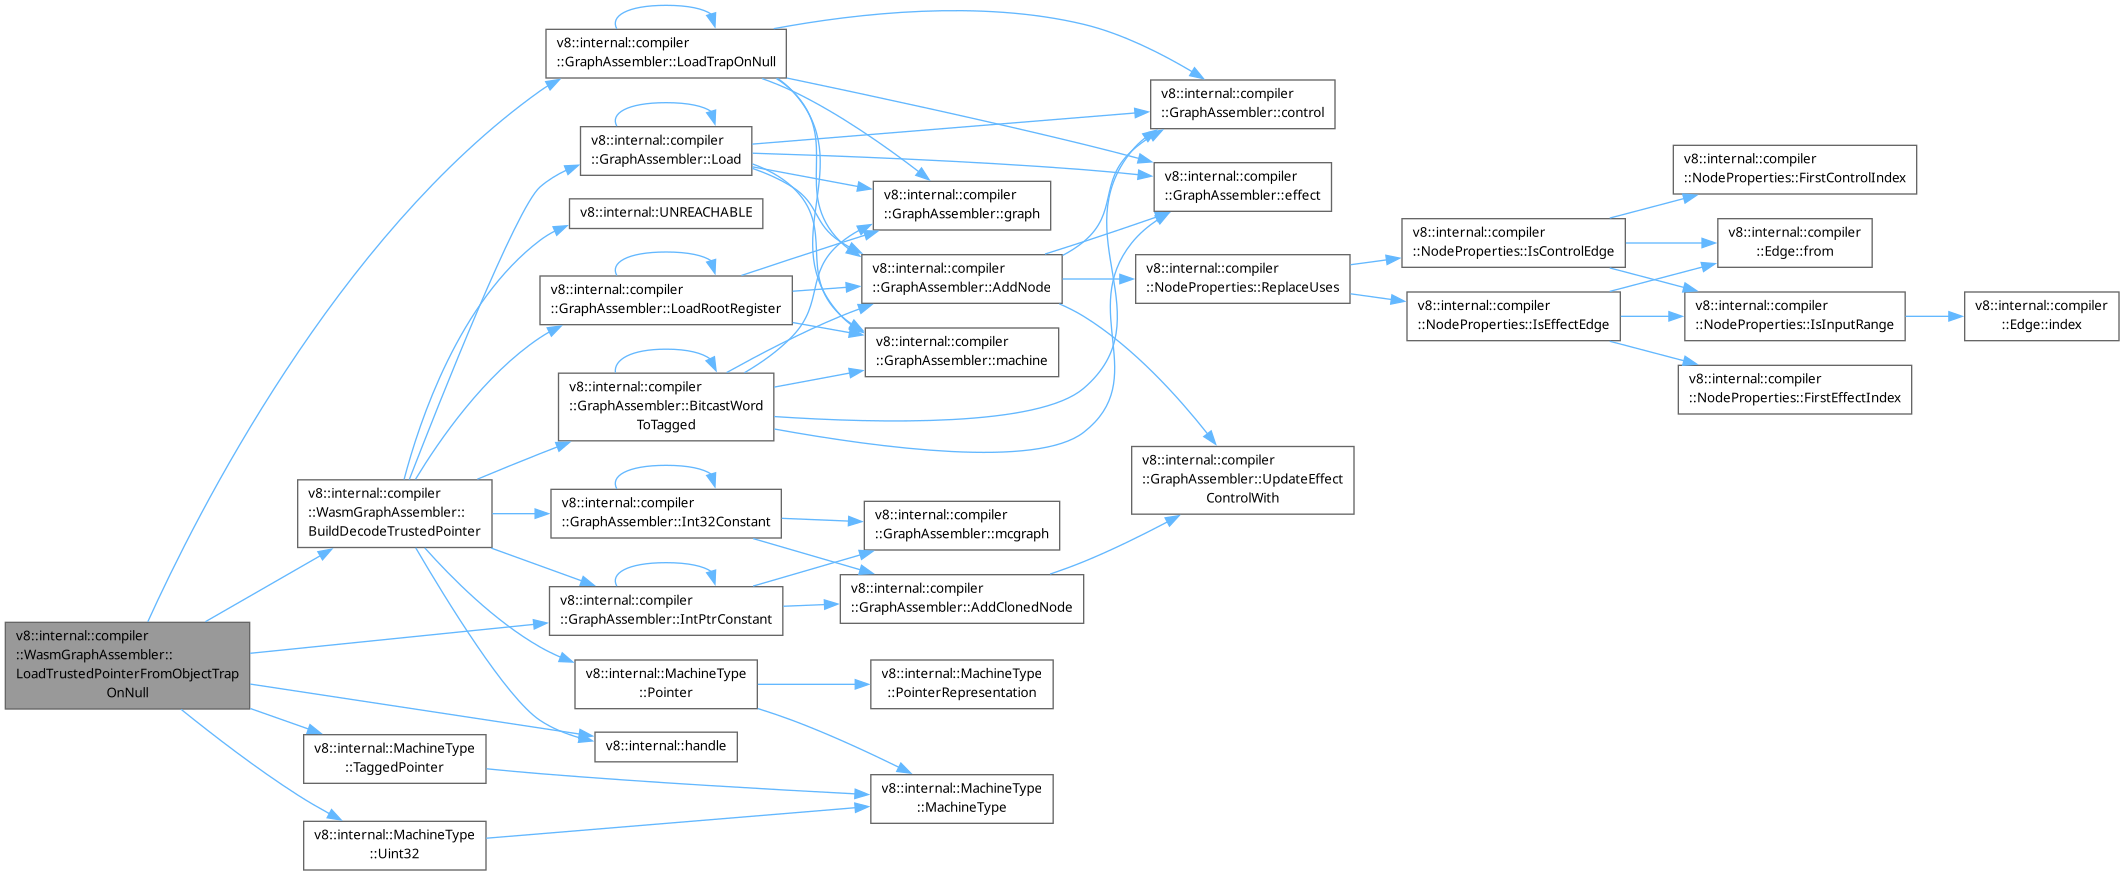 v8::internal::compiler
::WasmGraphAssembler::
LoadTrustedPointerFromObjectTrap
OnNull
v8::internal::compiler
::WasmGraphAssembler::
BuildDecodeTrustedPointer
v8::internal::MachineType
::TaggedPointer
v8::internal::MachineType
::Uint32
v8::internal::compiler
::GraphAssembler::LoadTrapOnNull
v8::internal::compiler
::GraphAssembler::Load
v8::internal::UNREACHABLE
v8::internal::compiler
::GraphAssembler::LoadRootRegister
v8::internal::compiler
::GraphAssembler::BitcastWord
ToTagged
v8::internal::compiler
::GraphAssembler::Int32Constant
v8::internal::compiler
::GraphAssembler::IntPtrConstant
v8::internal::MachineType
::Pointer
v8::internal::handle
v8::internal::compiler
::GraphAssembler::graph
v8::internal::compiler
::GraphAssembler::AddNode
v8::internal::compiler
::GraphAssembler::machine
v8::internal::compiler
::GraphAssembler::mcgraph
v8::internal::compiler
::GraphAssembler::AddClonedNode
v8::internal::MachineType
::PointerRepresentation
v8::internal::MachineType
::MachineType
v8::internal::compiler
::GraphAssembler::control
v8::internal::compiler
::GraphAssembler::effect
v8::internal::compiler
::NodeProperties::ReplaceUses
v8::internal::compiler
::GraphAssembler::UpdateEffect
ControlWith
v8::internal::compiler
::NodeProperties::IsControlEdge
v8::internal::compiler
::NodeProperties::IsEffectEdge
v8::internal::compiler
::NodeProperties::FirstControlIndex
v8::internal::compiler
::Edge::from
v8::internal::compiler
::NodeProperties::IsInputRange
v8::internal::compiler
::NodeProperties::FirstEffectIndex
v8::internal::compiler
::Edge::index